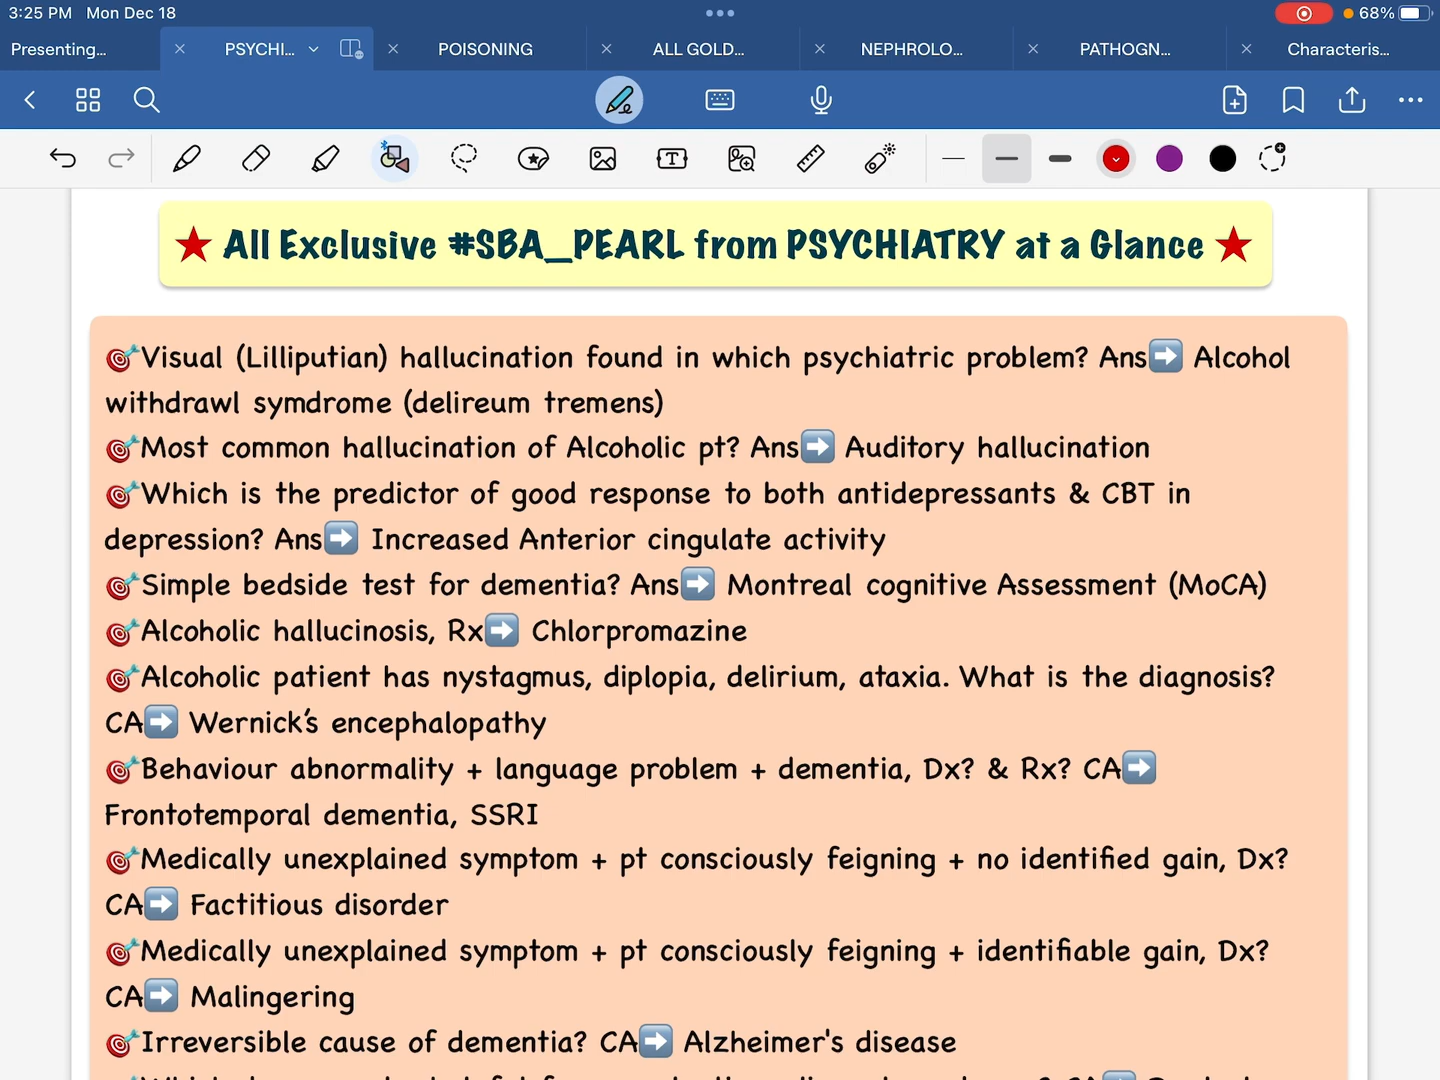 3:25 PM Mon Dec 18
68%
Presenting...
PSYCHI...
POISONING
ALL GOLD...
NEPHROLO...
PATHOGN...
Characteris...
All Exclusive #SBA_PEARL from PSYCHIATRY at a Glance
Visual (Lilliputian) hallucination found in which psychiatric problem? Ans➡️ Alcohol
withdrawl symdrome (delireum tremens)
Most common hallucination of Alcoholic pt? Ans➡️ Auditory hallucination
Which is the predictor of good response to both antidepressants & CBT in
depression? Ans➡️ Increased Anterior cingulate activity
Simple bedside test for dementia? Ans➡️ Montreal cognitive Assessment (MoCA)
Alcoholic hallucinosis, Rx➡️ Chlorpromazine
Alcoholic patient has nystagmus, diplopia, delirium, ataxia. What is the diagnosis?
CA➡️ Wernick’s encephalopathy
Behaviour abnormality + language problem + dementia, Dx? & Rx? CA➡️
Frontotemporal dementia, SSRI
Medically unexplained symptom + pt consciously feigning + no identified gain, Dx?
CA➡️ Factitious disorder
Medically unexplained symptom + pt consciously feigning + identifiable gain, Dx?
CA➡️ Malingering
Irreversible cause of dementia? CA➡️ Alzheimer's disease